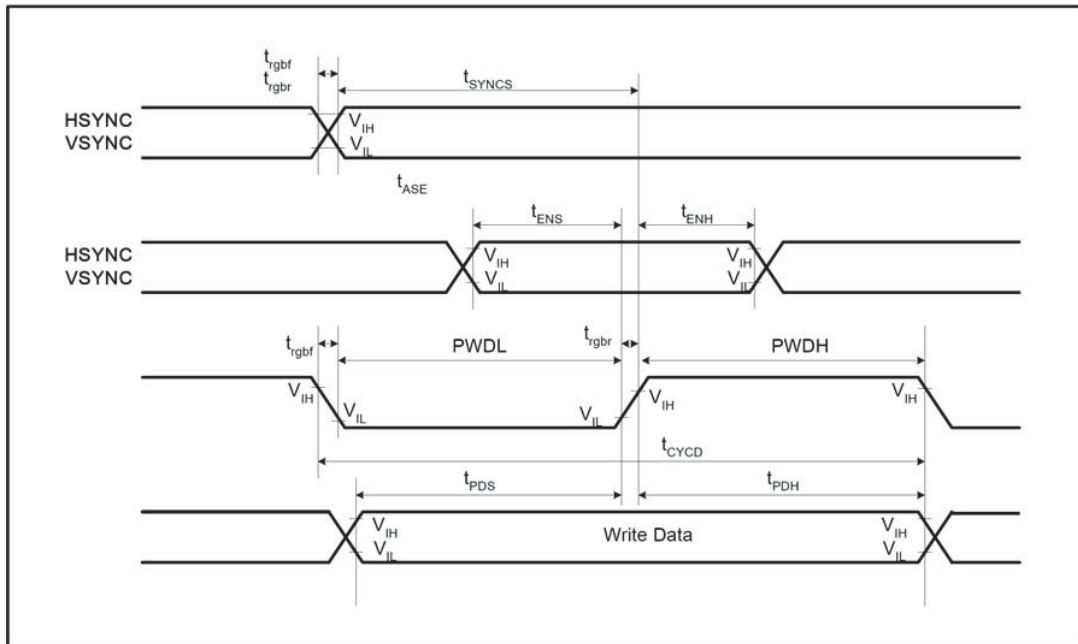 trgbf
trgbr
tSYNCS
HSYNC
VSYNC
VIH
VIL
tASE
tENS
tENH
HSYNC
VSYNC
VIH
VIL
VIH
VIL
trgbf
PWDL
trgbr
PWDH
VIH
VIL
VIL
VIH
VIH
tCYCD
tPDS
tPDH
VIH
VIL
Write Data
VIH
VIL